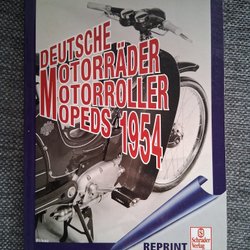 DEUTSCHE
MOTORRÄDER
MOTORROLLER
MOPEDS 1954
REPRINT
S
Schrader
Verlag